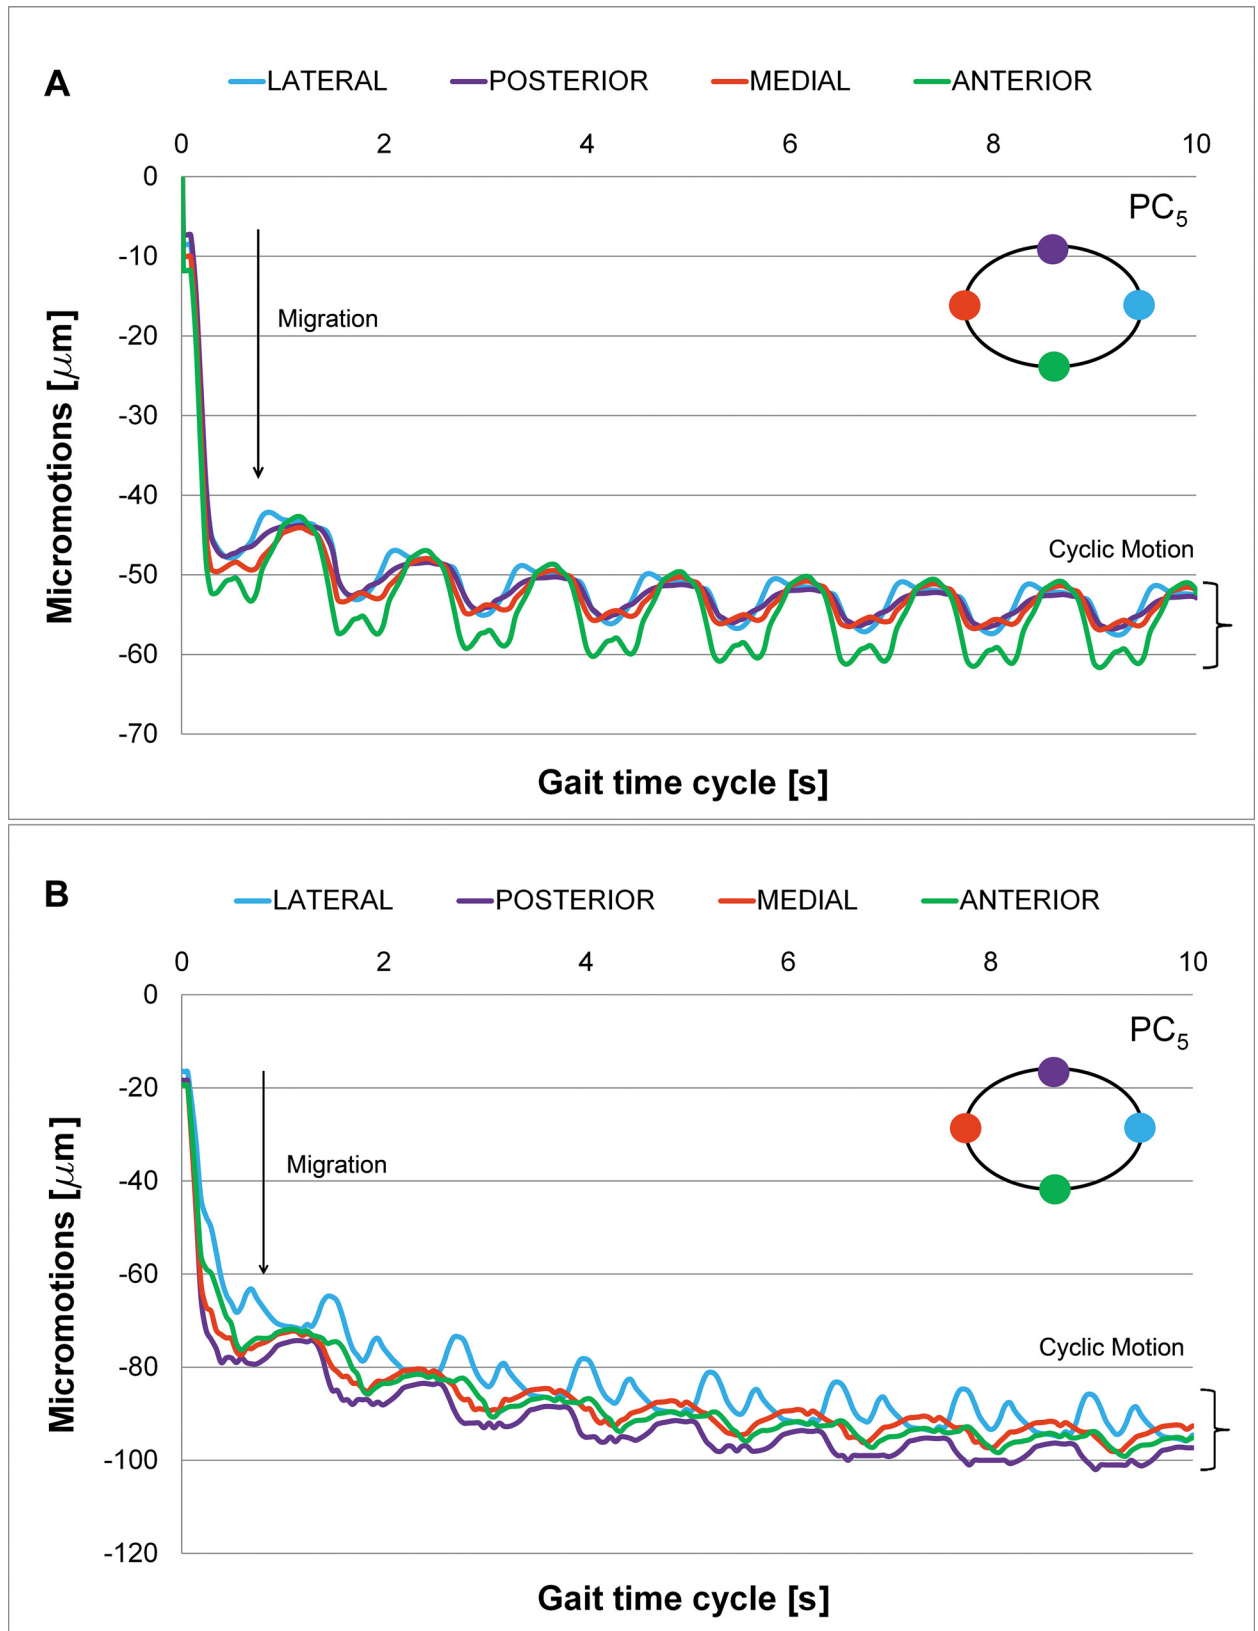 A
LATERAL POSTERIOR MEDIAL ANTERIOR
0 2 4 6 8 10
0
PC5
-10
Migration
-20
-30
-40
Cyclic Motion
-50
-60
-70
Micromotions [μm]
Gait time cycle [s]
B
LATERAL POSTERIOR MEDIAL ANTERIOR
0 2 4 6 8 10
0
PC5
-20
Migration
-40
-60
Cyclic Motion
-80
-100
-120
Micromotions [μm]
Gait time cycle [s]